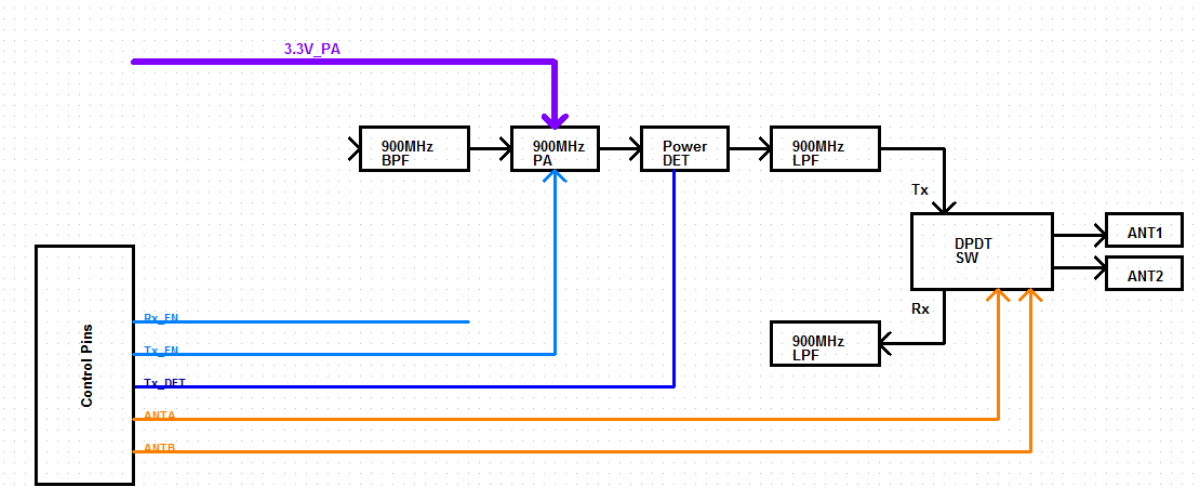 3.3V_PA
900MHz
BPF
900MHz
PA
Power
DET
900MHz
LPF
Tx
DPDT
SW
ANT1
ANT2
Rx
900MHz
LPF
Control Pins
Rx_EN
Tx_EN
Tx_DET
ANTA
ANTB